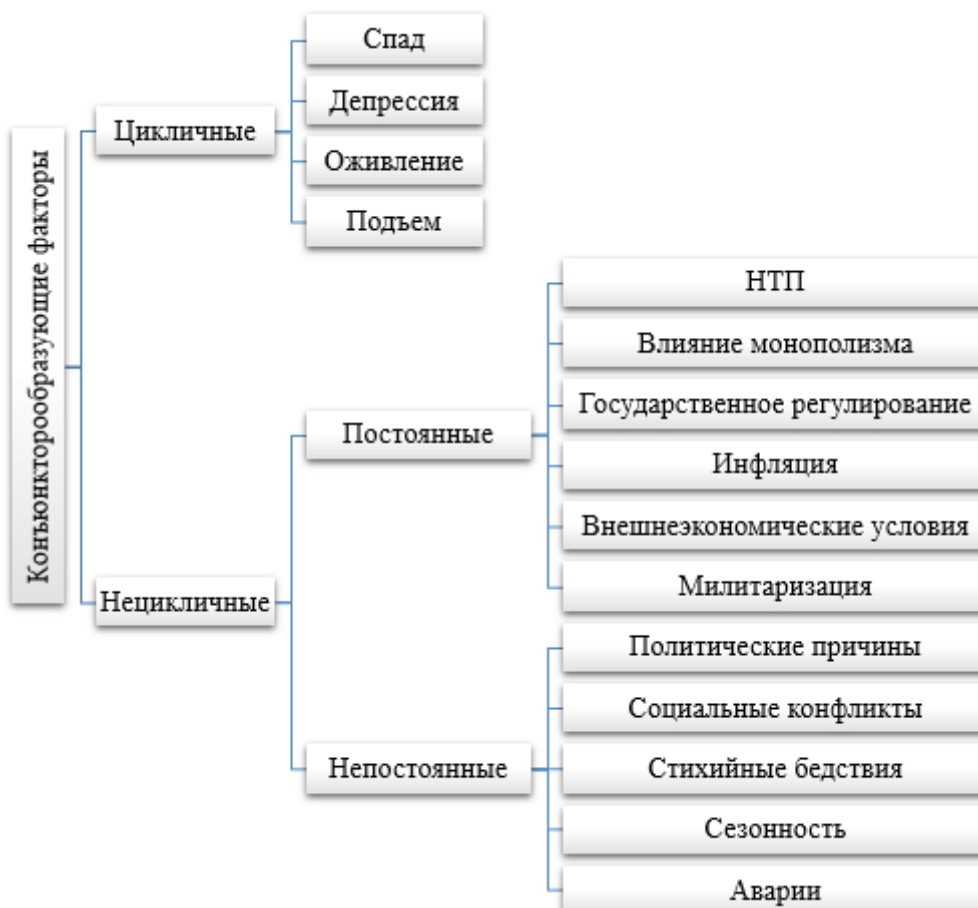 Конъюнктурообразующие факторы
Цикличные
Спад
Депрессия
Оживление
Подъем
Нецикличные
Постоянные
НТП
Влияние монополизма
Государственное регулирование
Инфляция
Внешнеэкономические условия
Милитаризация
Непостоянные
Политические причины
Социальные конфликты
Стихийные бедствия
Сезонность
Аварии